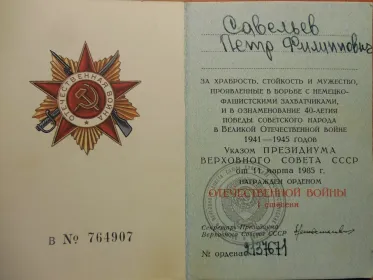 ОТЕЧЕСТВЕННАЯ ВОЙНА
В № 764907
Савельев
Петр Филиппович
ЗА ХРАБРОСТЬ, СТОЙКОСТЬ И МУЖЕСТВО,
ПРОЯВЛЕННЫЕ В БОРЬБЕ С НЕМЕЦКО-
ФАШИСТСКИМИ ЗАХВАТЧИКАМИ,
И В ОЗНАМЕНОВАНИЕ 40-ЛЕТИЯ
ПОБЕДЫ СОВЕТСКОГО НАРОДА
В ВЕЛИКОЙ ОТЕЧЕСТВЕННОЙ ВОЙНЕ
1941—1945 ГОДОВ
Указом ПРЕЗИДИУМА
ВЕРХОВНОГО СОВЕТА СССР
от 11 марта 1985 г.
НАГРАЖДЕН ОРДЕНОМ
ОТЕЧЕСТВЕННОЙ ВОЙНЫ
I степени
Секретарь Президиума
Верховного Совета СССР
№ ордена